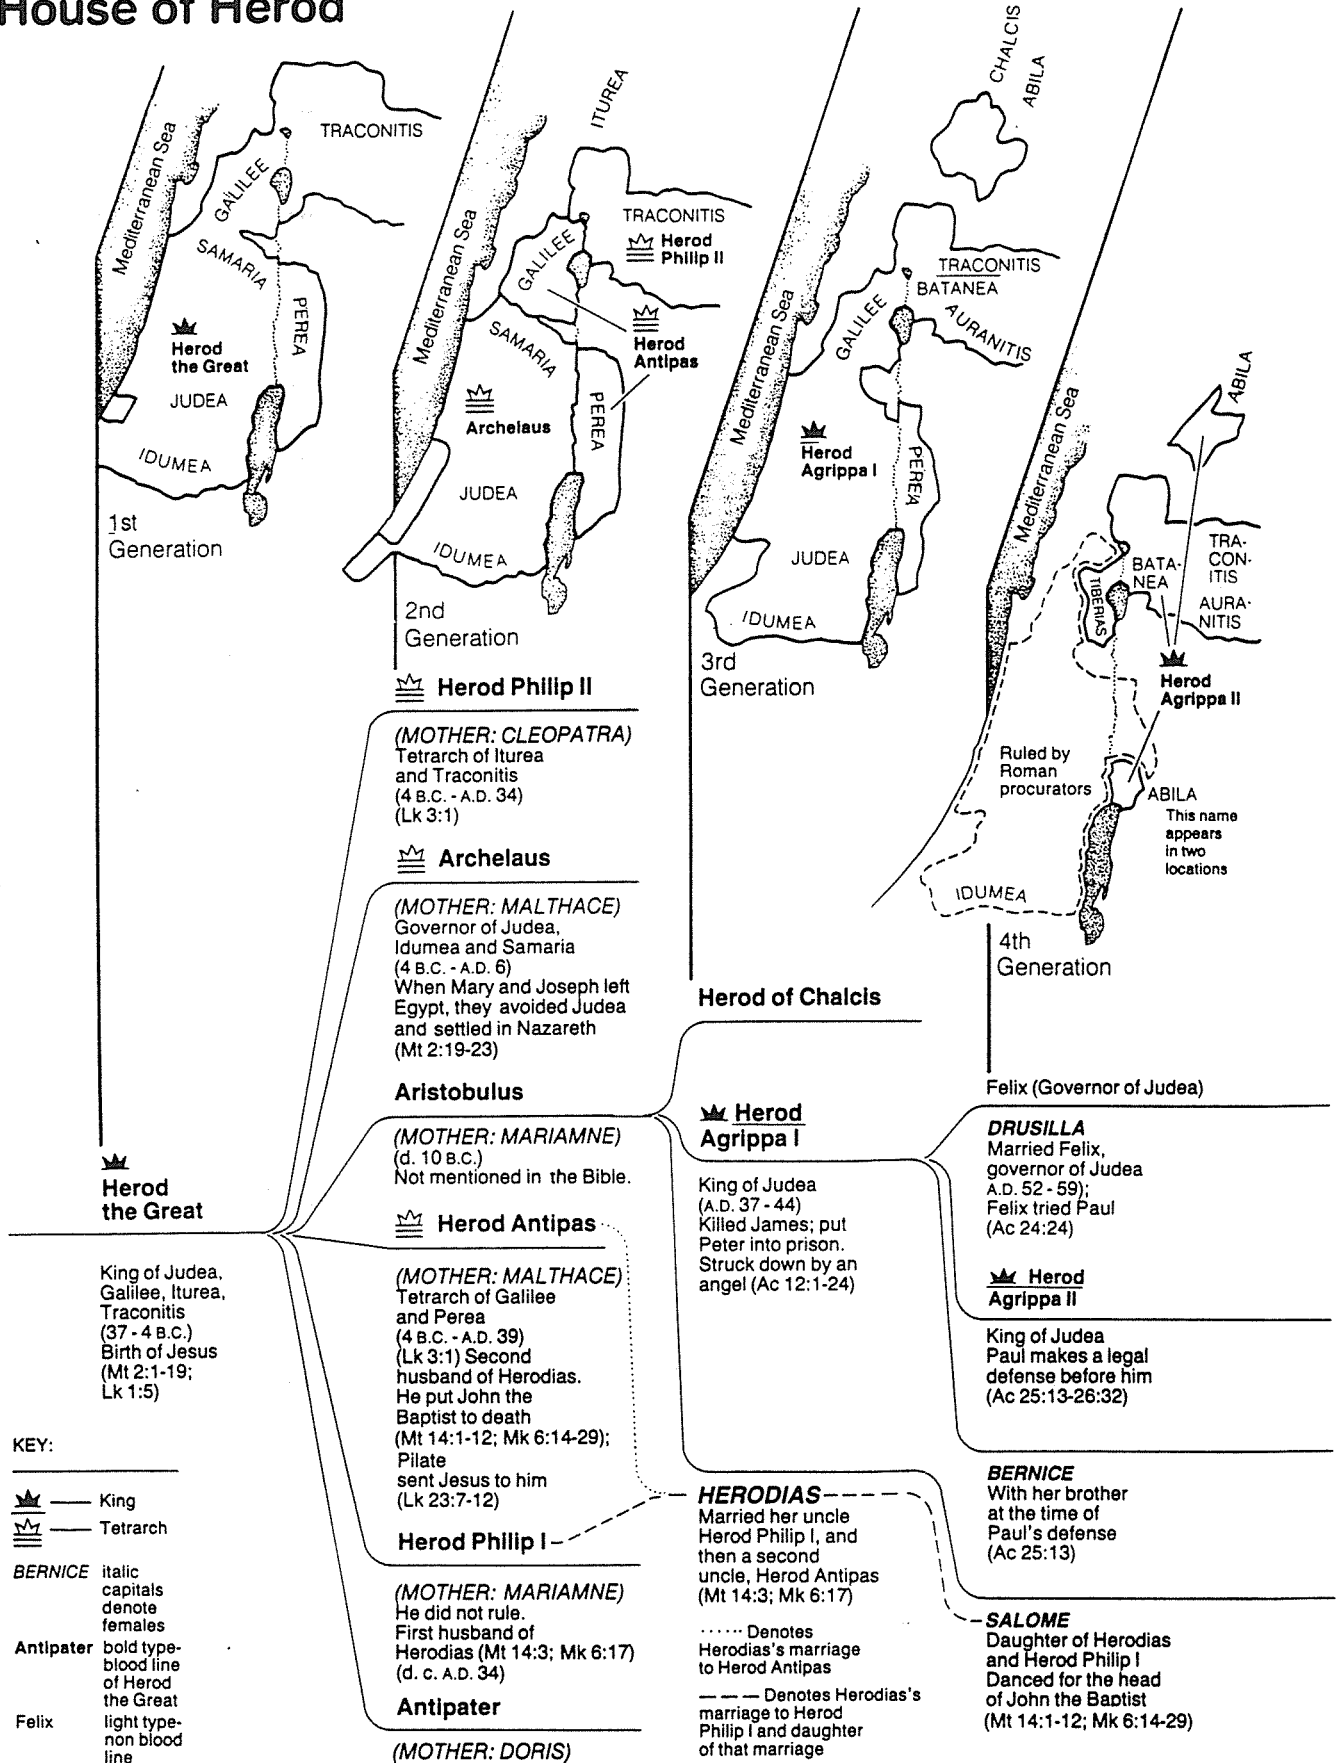 House of Herod
Mediterranean Sea
TRACONITIS
GALILEE
SAMARIA
PEREA
Herod
the Great
JUDEA
IDUMEA
1st
Generation
ITUREA
Mediterranean Sea
TRACONITIS
Herod
Philip II
GALILEE
Herod
Antipas
SAMARIA
Archelaus
PEREA
JUDEA
IDUMEA
2nd
Generation
CHALCIS
ABILA
Mediterranean Sea
TRACONITIS
BATANEA
GALILEE
AURANITIS
Herod
Agrippa I
PEREA
JUDEA
IDUMEA
3rd
Generation
ABILA
Mediterranean Sea
TRA-
CON-
ITIS
BATA-
NEA
TIBERIAS
AURA-
NITIS
Herod
Agrippa II
Ruled by
Roman
procurators
ABILA
This name
appears
in two
locations
IDUMEA
4th
Generation
Herod
the Great
King of Judea,
Galilee, Iturea,
Traconitis
(37 - 4 B.C.)
Birth of Jesus
(Mt 2:1-19;
Lk 1:5)
KEY:
King
Tetrarch
BERNICE italic
capitals
denote
females
Antipater bold type-
blood line
of Herod
the Great
Felix light type-
non blood
line
Herod Philip II
(MOTHER: CLEOPATRA)
Tetrarch of Iturea
and Traconitis
(4 B.C. - A.D. 34)
(Lk 3:1)
Archelaus
(MOTHER: MALTHACE)
Governor of Judea,
Idumea and Samaria
(4 B.C. - A.D. 6)
When Mary and Joseph left
Egypt, they avoided Judea
and settled in Nazareth
(Mt 2:19-23)
Aristobulus
(MOTHER: MARIAMNE)
(d. 10 B.C.)
Not mentioned in the Bible.
Herod Antipas
(MOTHER: MALTHACE)
Tetrarch of Galilee
and Perea
(4 B.C. - A.D. 39)
(Lk 3:1) Second
husband of Herodias.
He put John the
Baptist to death
(Mt 14:1-12; Mk 6:14-29);
Pilate
sent Jesus to him
(Lk 23:7-12)
Herod Philip I
(MOTHER: MARIAMNE)
He did not rule.
First husband of
Herodias (Mt 14:3; Mk 6:17)
(d. c. A.D. 34)
Antipater
(MOTHER: DORIS)
Herod of Chalcis
Herod
Agrippa I
King of Judea
(A.D. 37 - 44)
Killed James; put
Peter into prison.
Struck down by an
angel (Ac 12:1-24)
HERODIAS
Married her uncle
Herod Philip I, and
then a second
uncle, Herod Antipas
(Mt 14:3; Mk 6:17)
...... Denotes
Herodias's marriage
to Herod Antipas
--- Denotes Herodias's
marriage to Herod
Philip I and daughter
of that marriage
Felix (Governor of Judea)
DRUSILLA
Married Felix,
governor of Judea
A.D. 52 - 59);
Felix tried Paul
(Ac 24:24)
Herod
Agrippa II
King of Judea
Paul makes a legal
defense before him
(Ac 25:13-26:32)
BERNICE
With her brother
at the time of
Paul's defense
(Ac 25:13)
SALOME
Daughter of Herodias
and Herod Philip I
Danced for the head
of John the Baptist
(Mt 14:1-12; Mk 6:14-29)